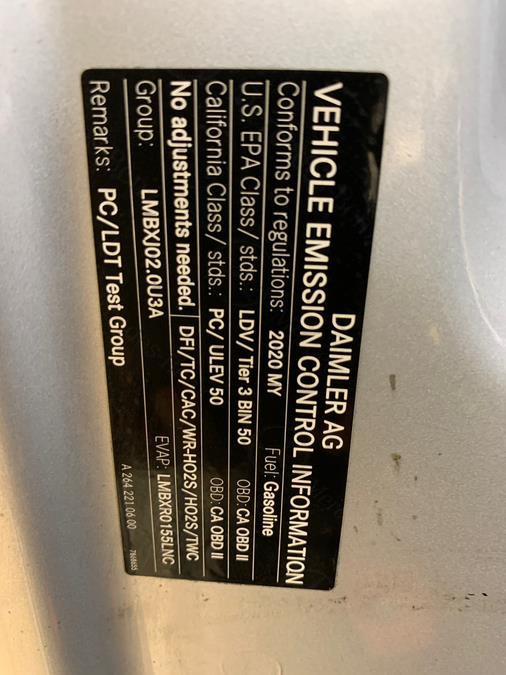 DAIMLER AG
VEHICLE EMISSION CONTROL INFORMATION
Conforms to regulations: 2020 MY Fuel: Gasoline
U.S. EPA Class/ stds.: LDV/ Tier 3 BIN 50 OBD: CA OBD II
California Class/ stds.: PC/ ULEV 50 OBD: CA OBD II
No adjustments needed. DFI/TC/CAC/WR-HO2S/HO2S/TWC
Group: LMBXJ02.0U3A EVAP: LMBXR0155LNC
Remarks: PC/LDT Test Group
A 264 221 06 00